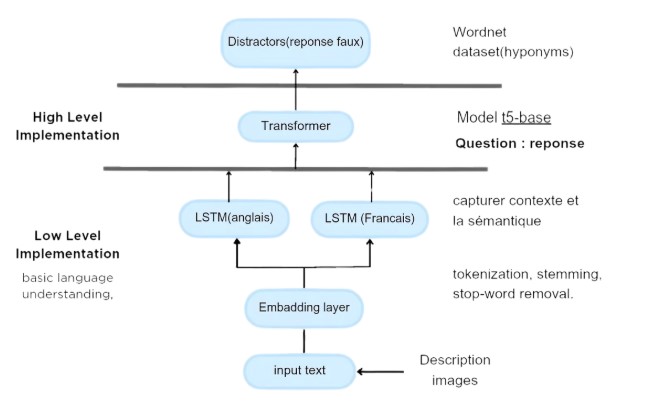 Distractors(reponse faux)
Wordnet
dataset(hyponyms)
High Level
Implementation
Transformer
Model t5-base
Question : reponse
LSTM(anglais)
LSTM (Francais)
capturer contexte et
la sémantique
Low Level
Implementation
basic language
understanding,
tokenization, stemming,
stop-word removal.
Embadding layer
input text
Description
images